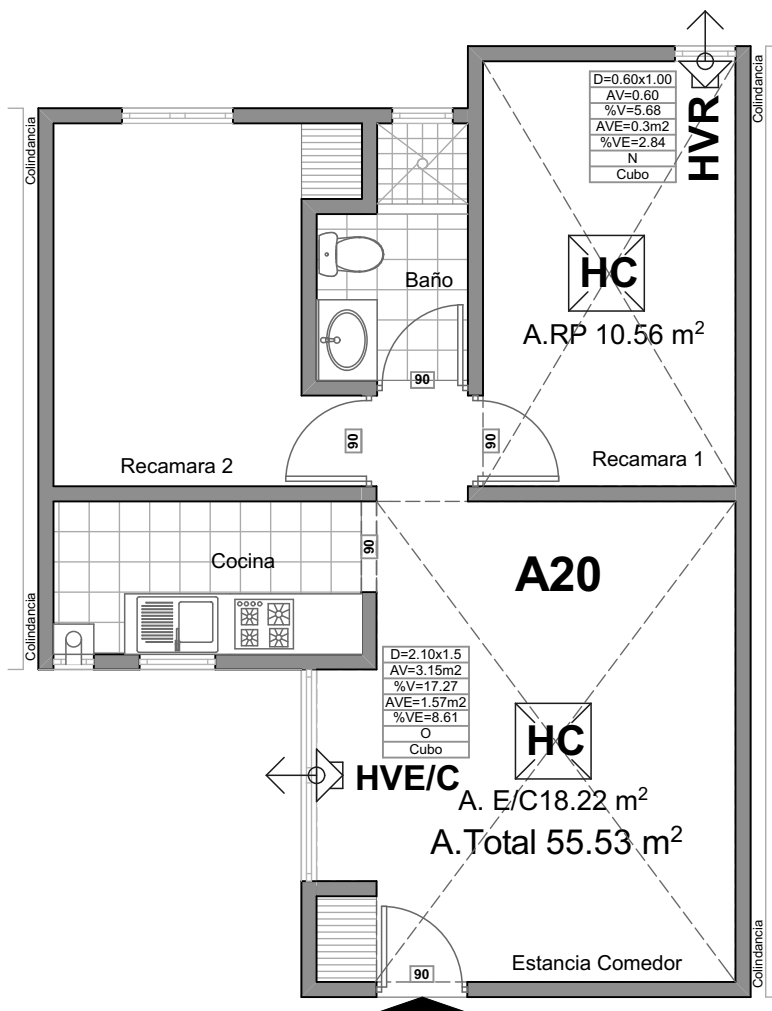 Colindancia
Colindancia
D=0.60x1.00
AV=0.60
%V=5.68
AVE=0.3m2
%VE=2.84
N
Cubo
HVR
HC
A.RP 10.56 m²
Baño
90
90
90
Recamara 2
Recamara 1
Cocina
90
A20
Colindancia
D=2.10x1.5
AV=3.15m2
%V=17.27
AVE=1.57m2
%VE=8.61
O
Cubo
HC
HVE/C
A. E/C18.22 m²
A.Total 55.53 m²
Estancia Comedor
90
Colindancia